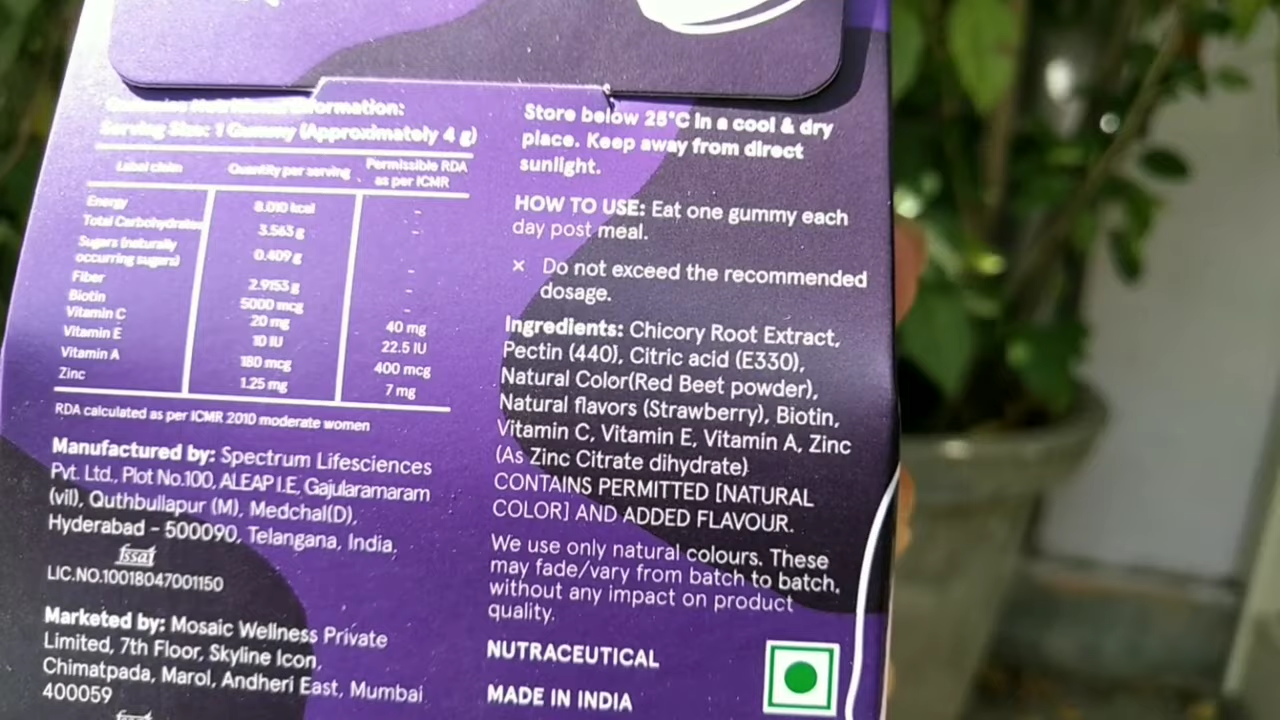 Information:
Serving Size: 1 Gummy (Approximately 4 g)
Label claim Quantity per serving Permissible RDA as per ICMR
Energy 8.010 kcal -
Total Carbohydrates 3.563 g -
Sugars (naturally occurring sugars) 0.409 g -
Fiber 2.9153 g -
Biotin 5000 mcg -
Vitamin C 20 mg 40 mg
Vitamin E 10 IU 22.5 IU
Vitamin A 180 mcg 400 mcg
Zinc 1.25 mg 7 mg
RDA calculated as per ICMR 2010 moderate women
Manufactured by: Spectrum Lifesciences
Pvt. Ltd., Plot No.100, ALEAP I.E, Gajularamaram
(vil), Quthbullapur (M), Medchal(D),
Hyderabad - 500090, Telangana, India,
fssai
LIC.NO.10018047001150
Marketed by: Mosaic Wellness Private
Limited, 7th Floor, Skyline Icon,
Chimatpada, Marol, Andheri East, Mumbai
400059
fssai
Store below 25°C in a cool & dry
place. Keep away from direct
sunlight.
HOW TO USE: Eat one gummy each
day post meal.
× Do not exceed the recommended
dosage.
Ingredients: Chicory Root Extract,
Pectin (440), Citric acid (E330),
Natural Color(Red Beet powder),
Natural flavors (Strawberry), Biotin,
Vitamin C, Vitamin E, Vitamin A, Zinc
(As Zinc Citrate dihydrate)
CONTAINS PERMITTED [NATURAL
COLOR] AND ADDED FLAVOUR.
We use only natural colours. These
may fade/vary from batch to batch,
without any impact on product
quality.
NUTRACEUTICAL
MADE IN INDIA